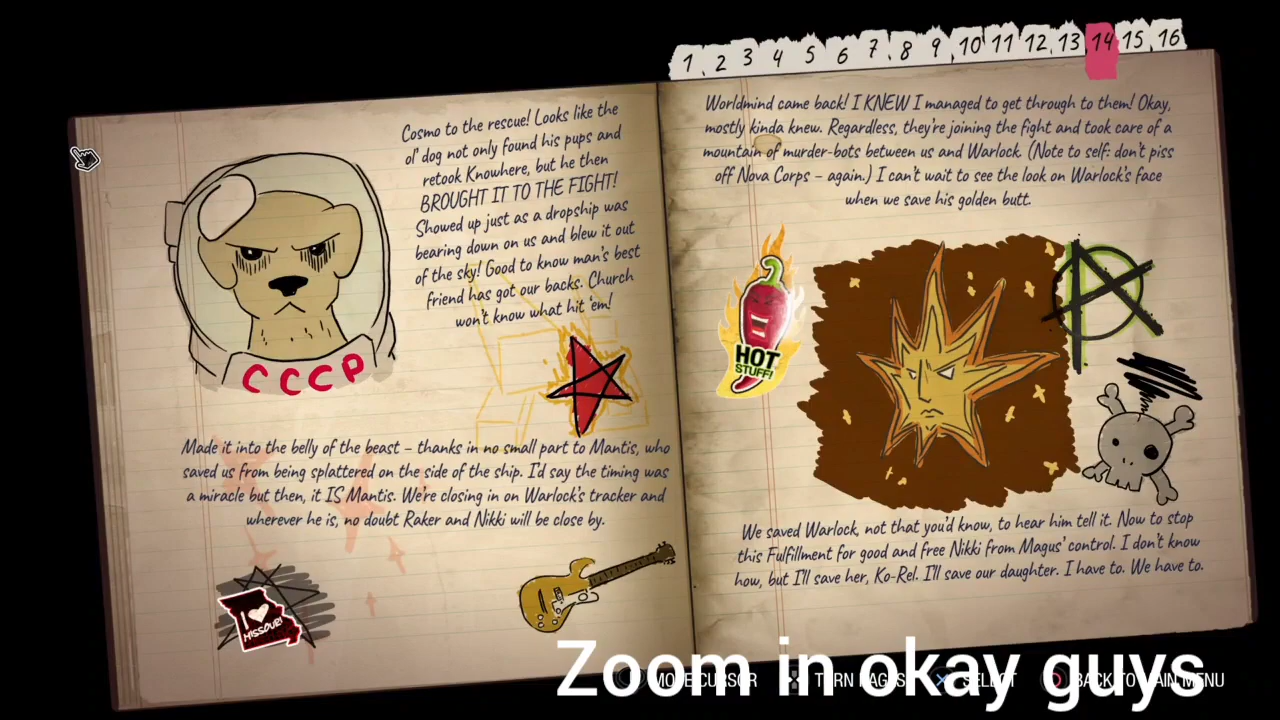 1 2 3 4 5 6 7 8 9 10 11 12 13 14 15 16
Cosmo to the rescue! Looks like the
ol' dog not only found his pups and
retook Knowhere, but he then
BROUGHT IT TO THE FIGHT!
Showed up just as a dropship was
bearing down on us and blew it out
of the sky! Good to know man's best
friend has got our backs. Church
won't know what hit 'em!
CCCP
Made it into the belly of the beast – thanks in no small part to Mantis, who
saved us from being splattered on the side of the ship. I'd say the timing was
a miracle but then, it IS Mantis. We're closing in on Warlock's tracker and
wherever he is, no doubt Raker and Nikki will be close by.
I
MISSOURI
Worldmind came back! I KNEW I managed to get through to them! Okay,
mostly kinda knew. Regardless, they're joining the fight and took care of a
mountain of murder-bots between us and Warlock. (Note to self: don't piss
off Nova Corps – again.) I can't wait to see the look on Warlock's face
when we save his golden butt.
HOT
STUFF!
We saved Warlock, not that you'd know, to hear him tell it. Now to stop
this Fulfillment for good and free Nikki from Magus' control. I don't know
how, but I'll save her, Ko-Rel. I'll save our daughter. I have to. We have to.
Zoom in okay guys
MOVE CURSOR TURN PAGES SELECT BACK TO MAIN MENU